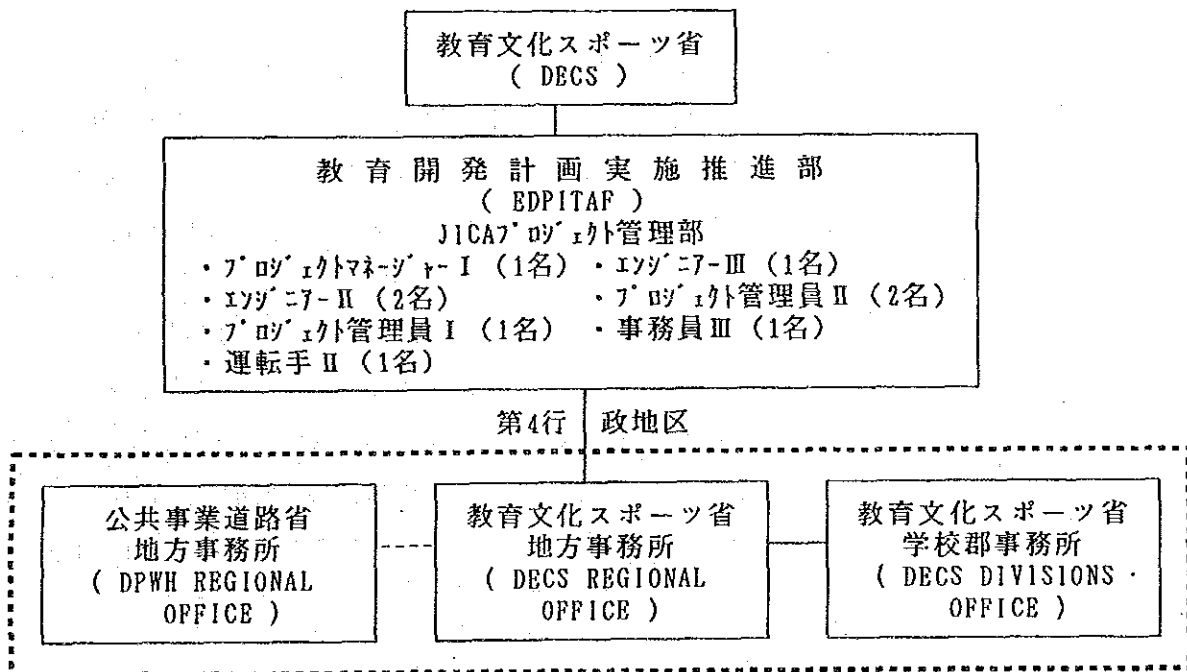 教育文化スポーツ省
( DECS )
教育開発計画実施推進部
( EDPITAF )
JICAプロジェクト管理部
・プロジェクトマネージャーⅠ (1名) ・エンジニアーⅢ (1名)
・エンジニアーⅡ (2名) ・プロジェクト管理員Ⅱ (2名)
・プロジェクト管理員Ⅰ (1名) ・事務員Ⅲ (1名)
・運転手Ⅱ (1名)
第4行政地区
公共事業道路省
地方事務所
( DPWH REGIONAL
OFFICE )
教育文化スポーツ省
地方事務所
( DECS REGIONAL
OFFICE )
教育文化スポーツ省
学校郡事務所
( DECS DIVISIONS・
OFFICE )